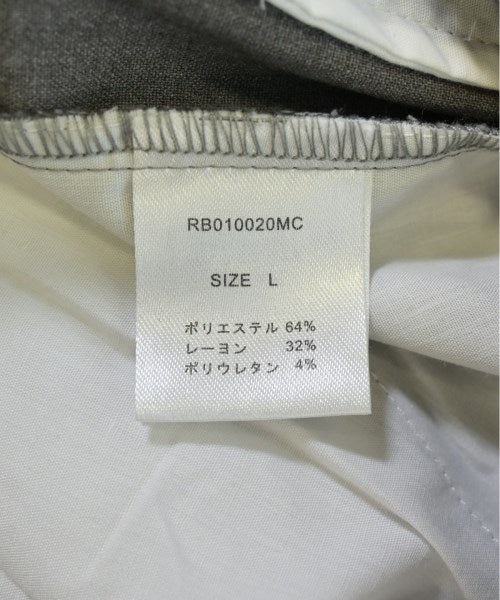 RB010020MC
SIZE L
ポリエステル 64%
レーヨン 32%
ポリウレタン 4%